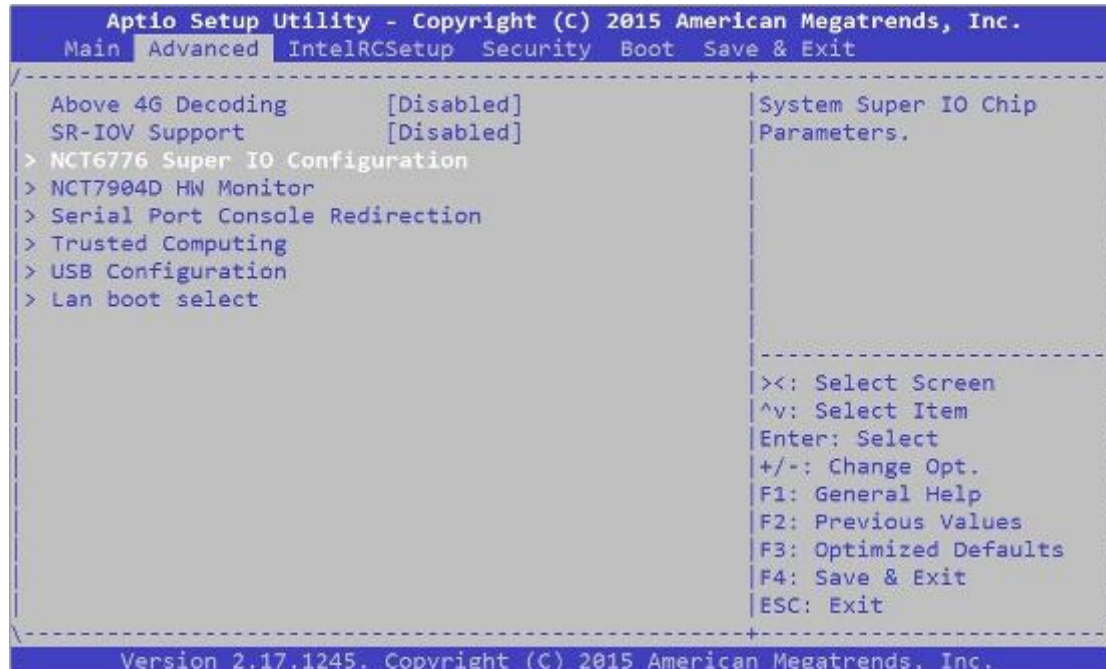 Aptio Setup Utility - Copyright (C) 2015 American Megatrends, Inc.
Main Advanced IntelRCSetup Security Boot Save & Exit
Above 4G Decoding [Disabled]
SR-IOV Support [Disabled]
> NCT6776 Super IO Configuration
> NCT7904D HW Monitor
> Serial Port Console Redirection
> Trusted Computing
> USB Configuration
> Lan boot select
System Super IO Chip
Parameters.
><: Select Screen
^v: Select Item
Enter: Select
+/-: Change Opt.
F1: General Help
F2: Previous Values
F3: Optimized Defaults
F4: Save & Exit
ESC: Exit
Version 2.17.1245. Copyright (C) 2015 American Megatrends, Inc.